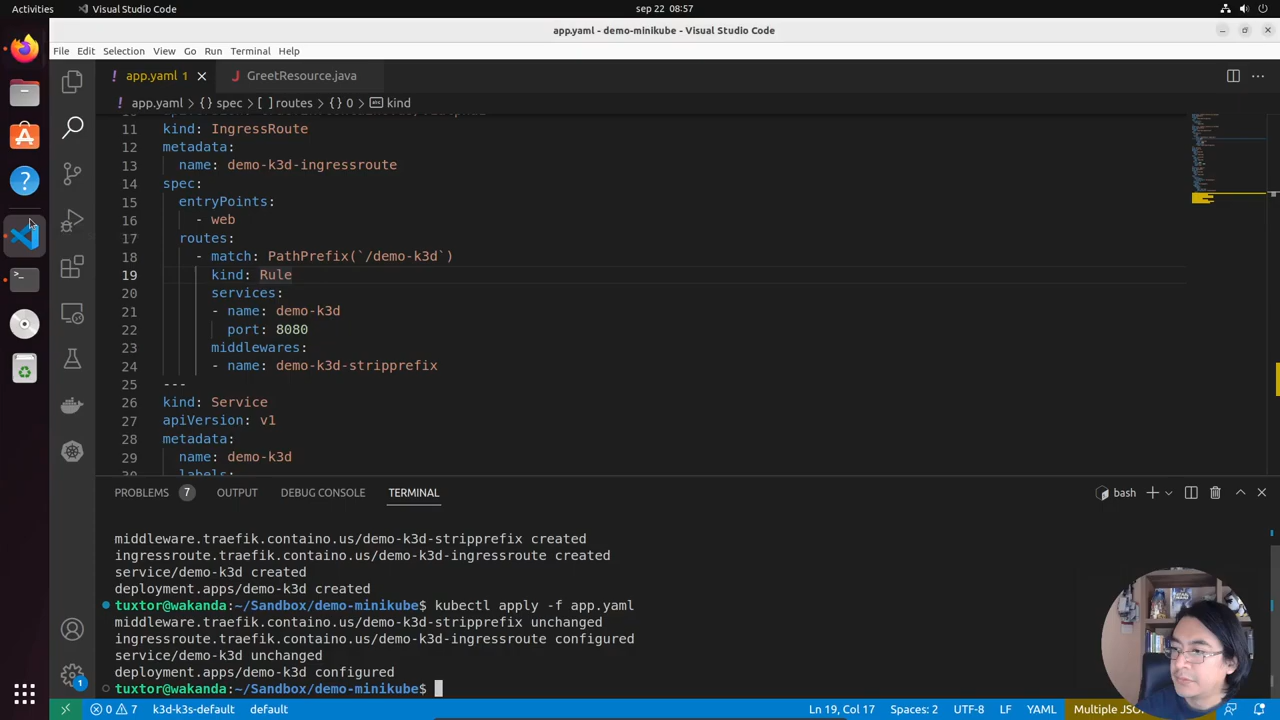 Activities
Visual Studio Code
sep 22 08:57
app.yaml - demo-minikube - Visual Studio Code
File Edit Selection View Go Run Terminal Help
! app.yaml 1
J GreetResource.java
! app.yaml > {} spec > [ ] routes > {} 0 > abc kind
11 kind: IngressRoute
12 metadata:
13 name: demo-k3d-ingressroute
14 spec:
15 entryPoints:
16 - web
17 routes:
18 - match: PathPrefix(`/demo-k3d`)
19 kind: Rule
20 services:
21 - name: demo-k3d
22 port: 8080
23 middlewares:
24 - name: demo-k3d-stripprefix
25 ---
26 kind: Service
27 apiVersion: v1
28 metadata:
29 name: demo-k3d
30 labels:
PROBLEMS 7 OUTPUT DEBUG CONSOLE TERMINAL
bash
middleware.traefik.containo.us/demo-k3d-stripprefix created
ingressroute.traefik.containo.us/demo-k3d-ingressroute created
service/demo-k3d created
deployment.apps/demo-k3d created
tuxtor@wakanda:~/Sandbox/demo-minikube$ kubectl apply -f app.yaml
middleware.traefik.containo.us/demo-k3d-stripprefix unchanged
ingressroute.traefik.containo.us/demo-k3d-ingressroute configured
service/demo-k3d unchanged
deployment.apps/demo-k3d configured
tuxtor@wakanda:~/Sandbox/demo-minikube$
1
0 7 k3d-k3s-default default
Ln 19, Col 17 Spaces: 2 UTF-8 LF YAML Multiple JSO